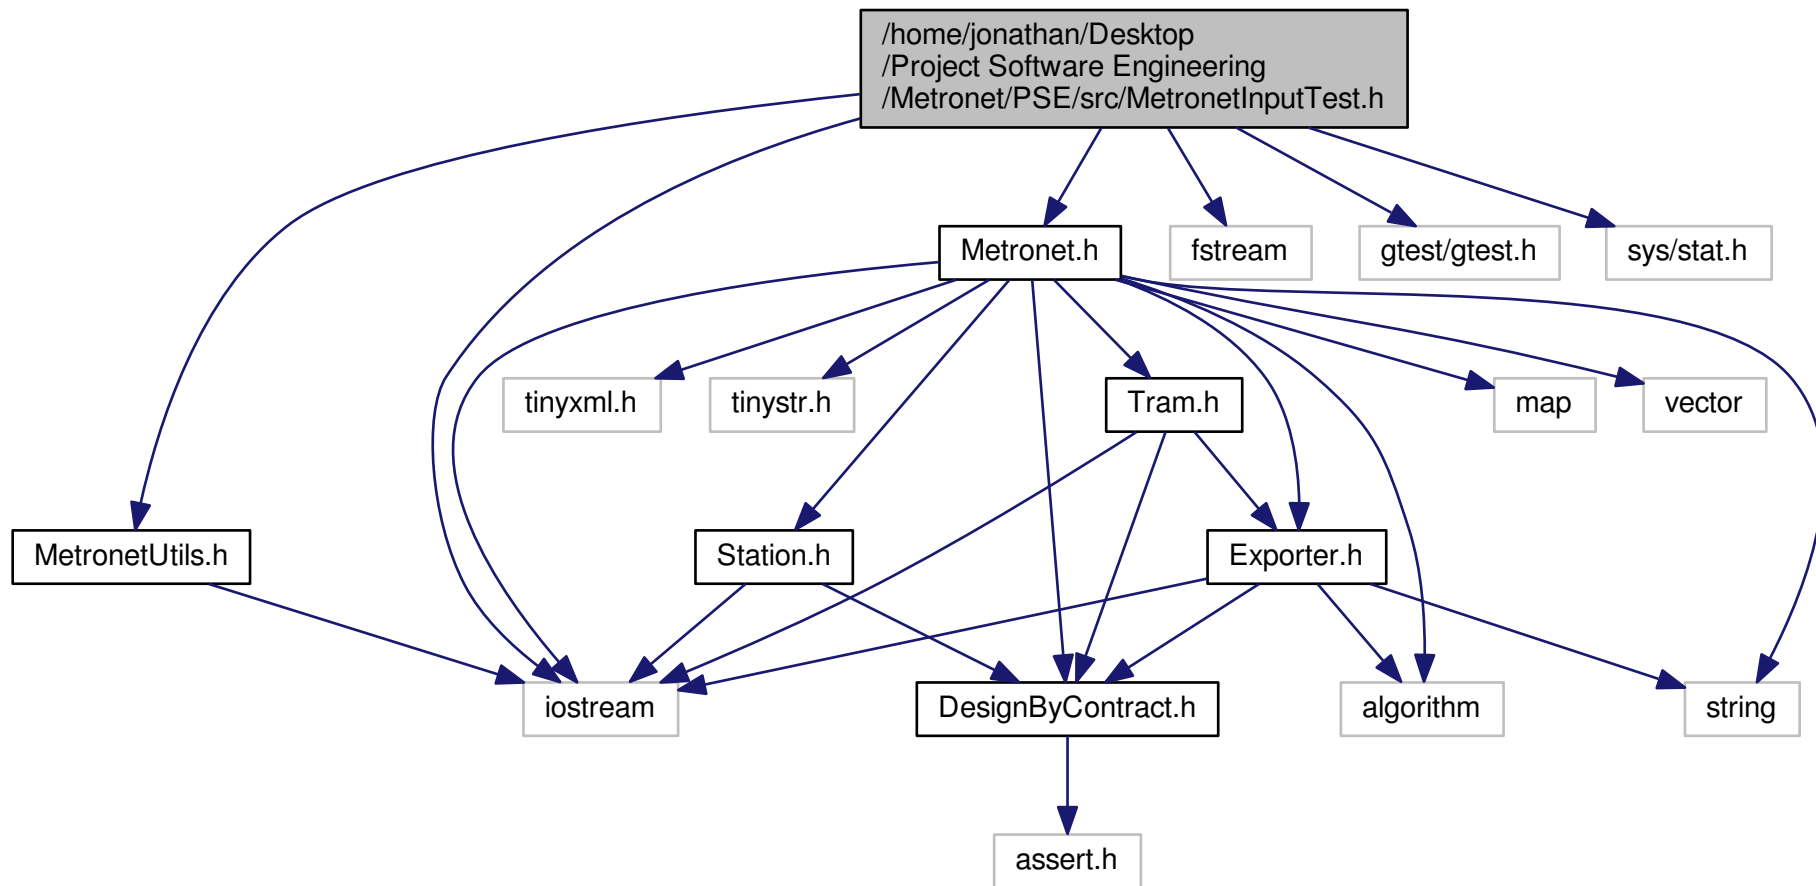 /home/jonathan/Desktop
/Project Software Engineering
/Metronet/PSE/src/MetronetInputTest.h
Metronet.h
fstream
gtest/gtest.h
sys/stat.h
tinyxml.h
tinystr.h
Tram.h
map
vector
MetronetUtils.h
Station.h
Exporter.h
iostream
DesignByContract.h
algorithm
string
assert.h